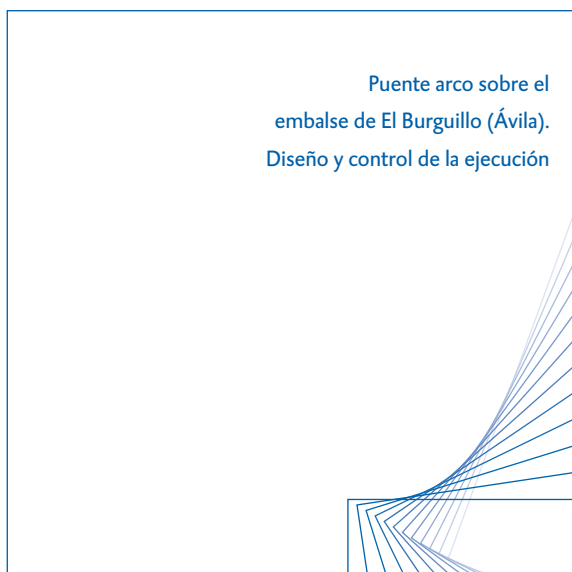 Puente arco sobre el
embalse de El Burguillo (Ávila).
Diseño y control de la ejecución